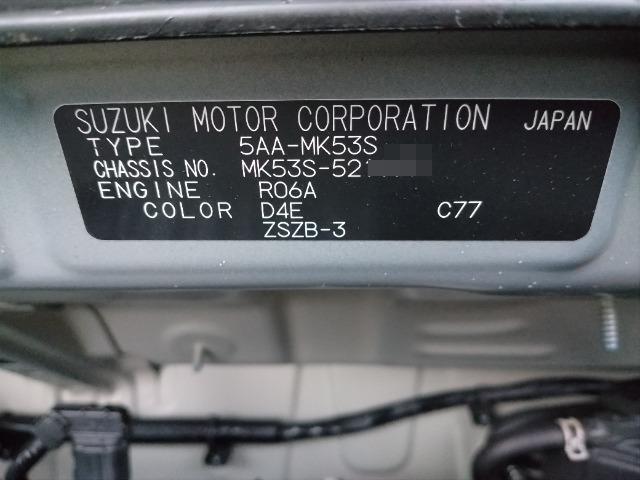 SUZUKI MOTOR CORPORATION JAPAN
TYPE 5AA-MK53S
CHASSIS NO. MK53S-52
ENGINE R06A
COLOR D4E C77
ZSZB-3